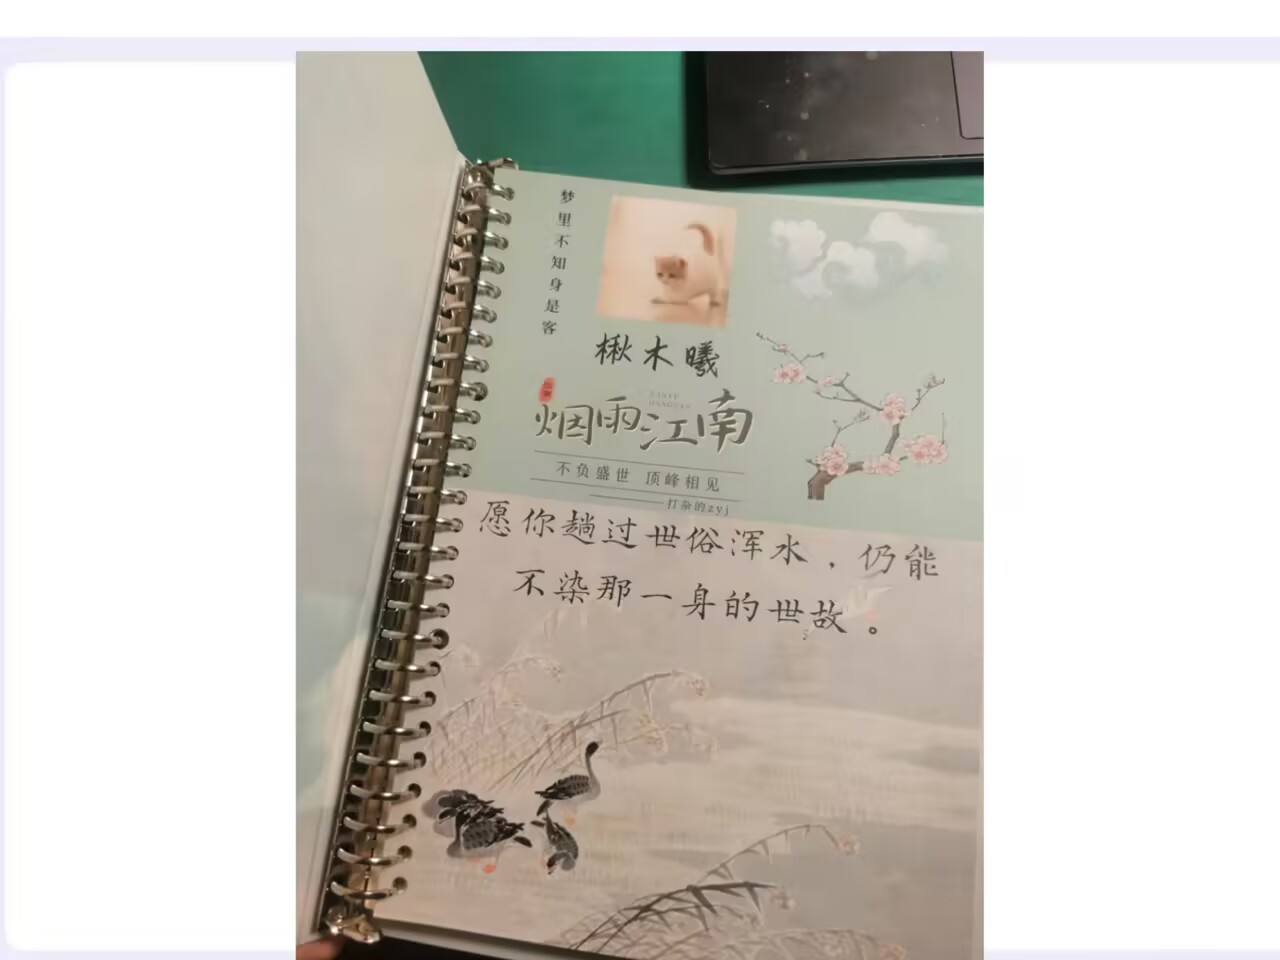 梦里不知身是客
楸木曦
烟雨江南
YANYU
JIANGNAN
不负盛世 顶峰相见
打杂的zyj
愿你趟过世俗浑水，仍能
不染那一身的世故。